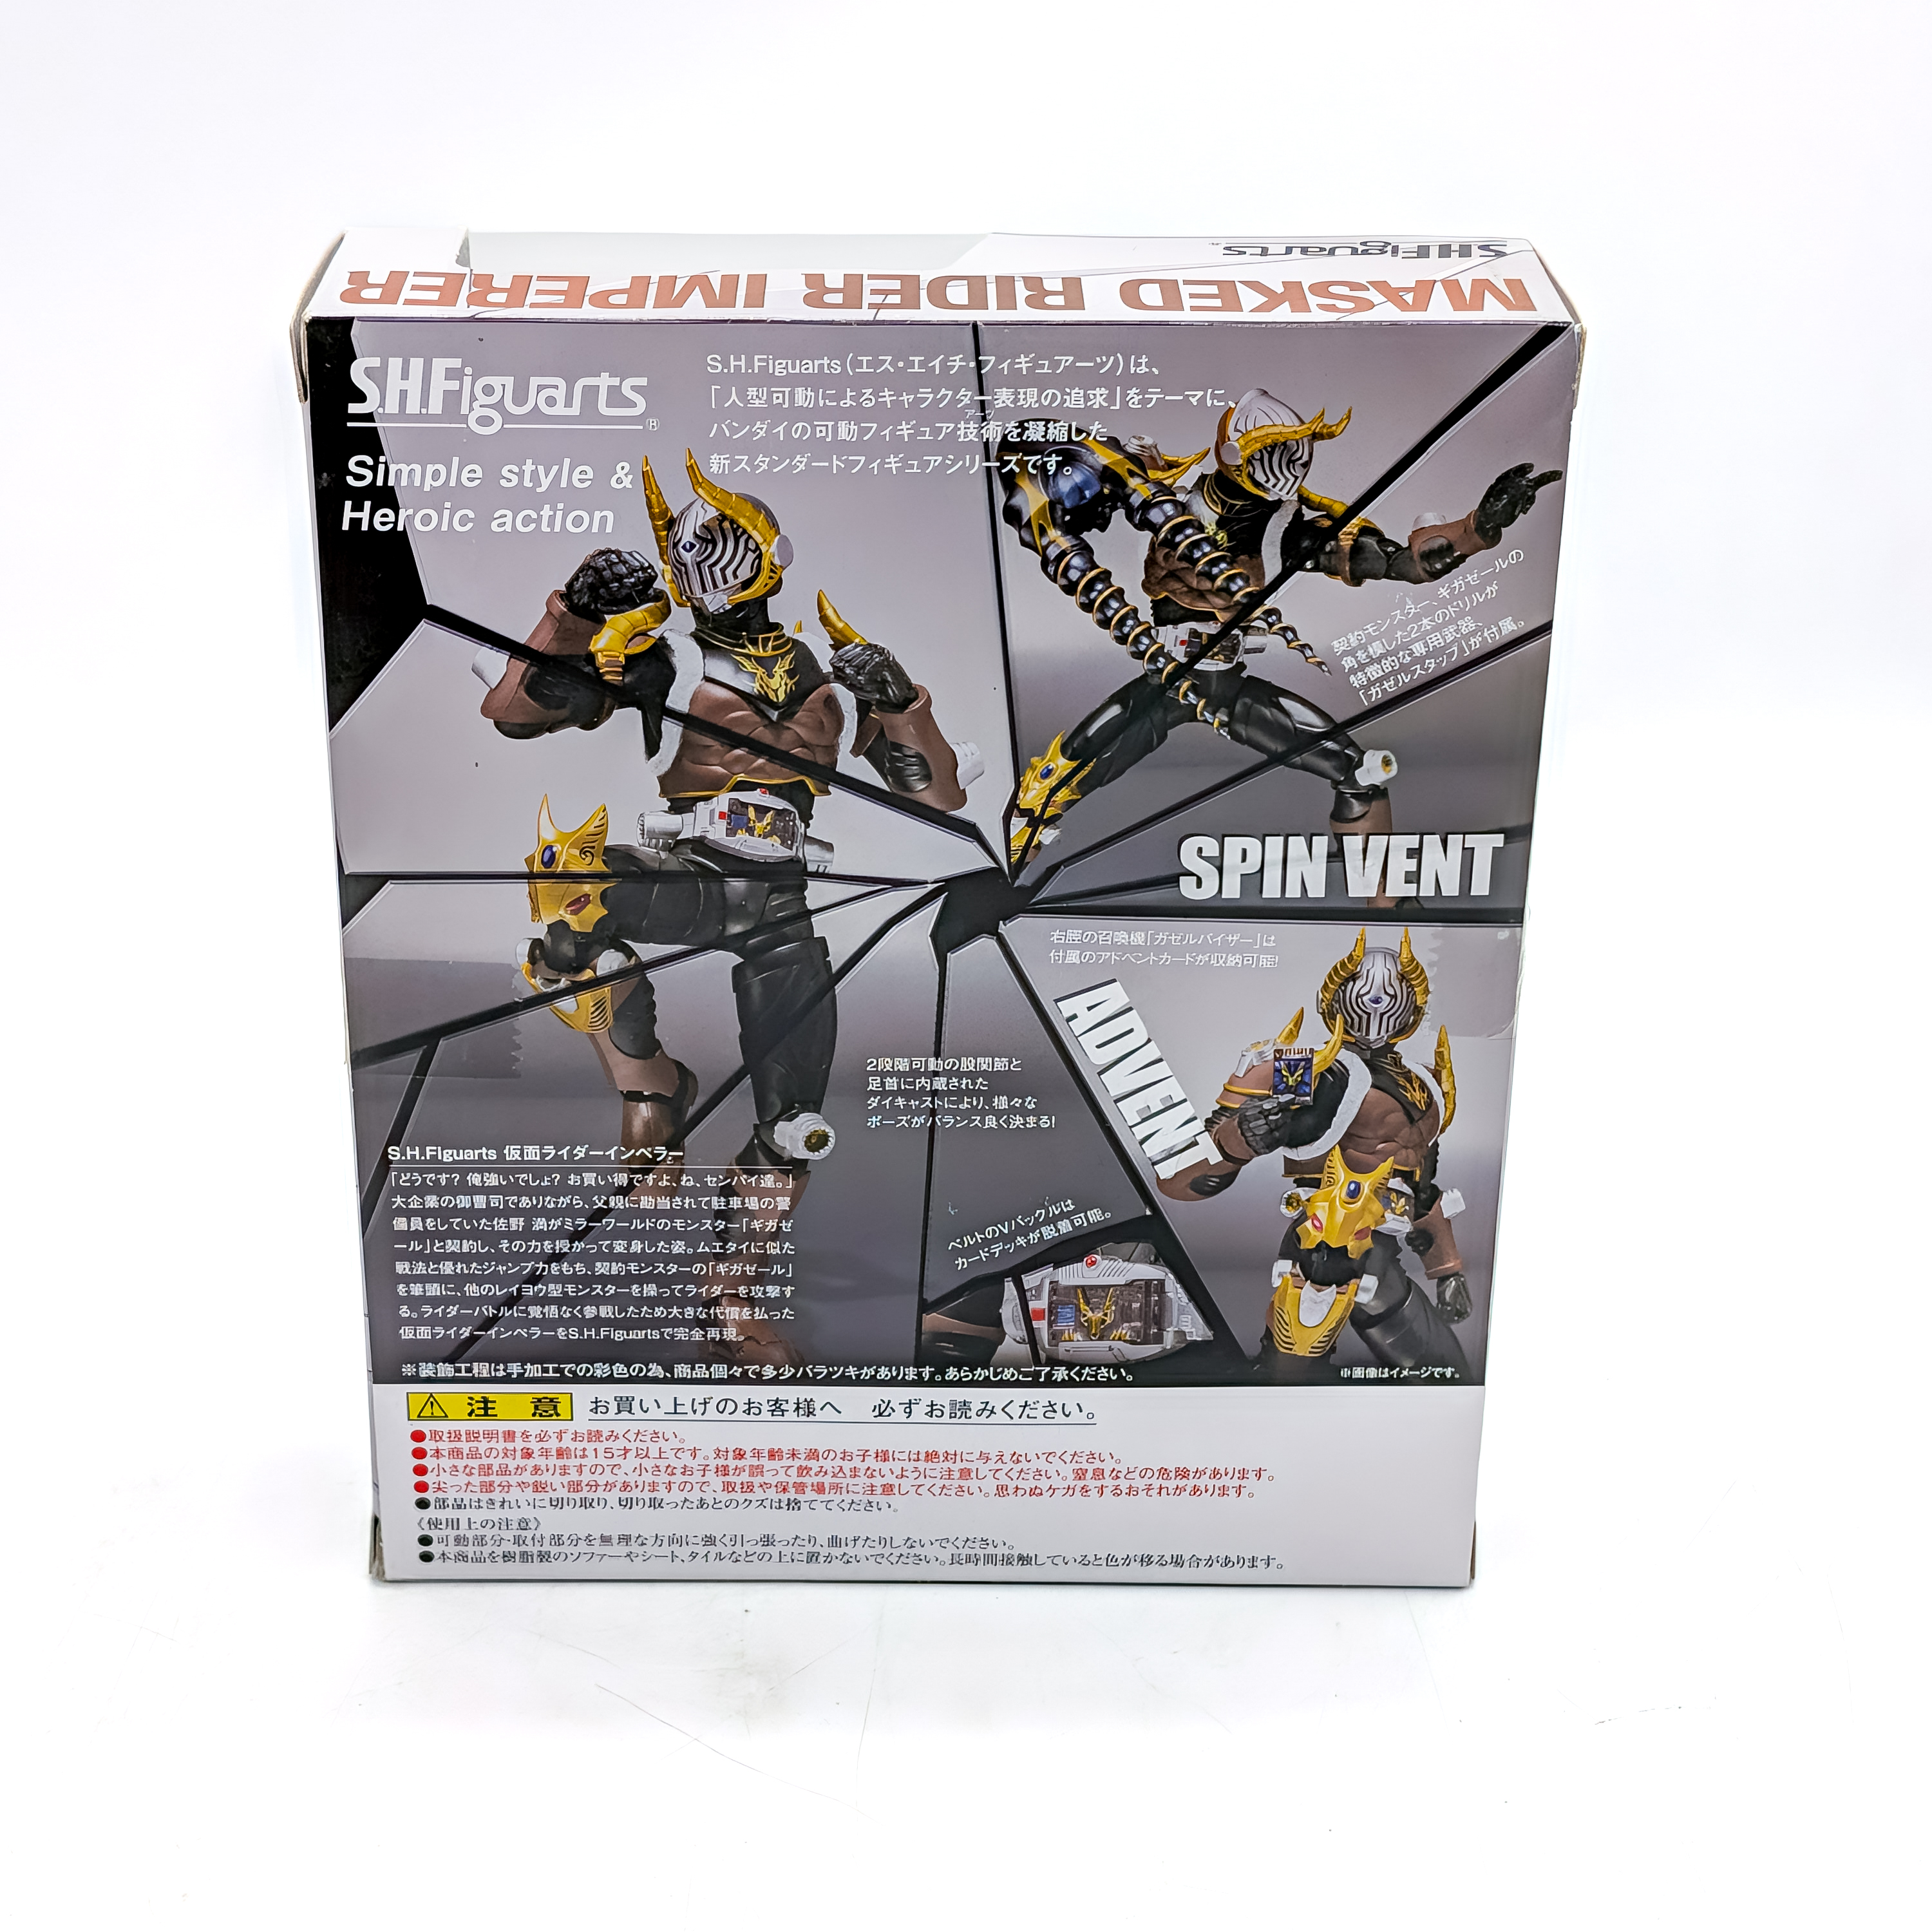 S.H.Figuarts
MASKED RIDER IMPERER
S.H.Figuarts®
Simple style &
Heroic action
S.H.Figuarts(エス・エイチ・フィギュアーツ)は、
「人型可動によるキャラクター表現の追求」をテーマに、
アーツ
バンダイの可動フィギュア技術を凝縮した
新スタンダードフィギュアシリーズです。
契約モンスター、ギガゼールの
角を模した2本のドリルが
特徴的な専用武器、
「ガゼルスタッブ」が付属。
SPIN VENT
右脛の召喚機「ガゼルバイザー」は
付属のアドベントカードが収納可能!
ADVENT
2段階可動の股関節と
足首に内蔵された
ダイキャストにより、様々な
ポーズがバランス良く決まる!
ベルトのVバックルは
カードデッキが脱着可能。
S.H.Figuarts 仮面ライダーインペラー
「どうです? 俺強いでしょ? お買い得ですよ、ね、センパイ達。」
大企業の御曹司でありながら、父親に勘当されて駐車場の警
備員をしていた佐野 満がミラーワールドのモンスター「ギガゼ
ール」と契約し、その力を授かって変身した姿。ムエタイに似た
戦法と優れたジャンプ力をもち、契約モンスターの「ギガゼール」
を筆頭に、他のレイヨウ型モンスターを操ってライダーを攻撃す
る。ライダーバトルに覚悟なく参戦したため大きな代償を払った
仮面ライダーインペラーをS.H.Figuartsで完全再現。
※装飾工程は手加工での彩色の為、商品個々で多少バラツキがあります。あらかじめご了承ください。
※画像はイメージです。
注 意 お買い上げのお客様へ 必ずお読みください。
●取扱説明書を必ずお読みください。
●本商品の対象年齢は15才以上です。対象年齢未満のお子様には絶対に与えないでください。
●小さな部品がありますので、小さなお子様が誤って飲み込まないように注意してください。窒息などの危険があります。
●尖った部分や鋭い部分がありますので、取扱や保管場所に注意してください。思わぬケガをするおそれがあります。
●部品はきれいに切り取り、切り取ったあとのクズは捨ててください。
《使用上の注意》
●可動部分・取付部分を無理な方向に強く引っ張ったり、曲げたりしないでください。
●本商品を樹脂製のソファーやシート、タイルなどの上に置かないでください。長時間接触していると色が移る場合があります。